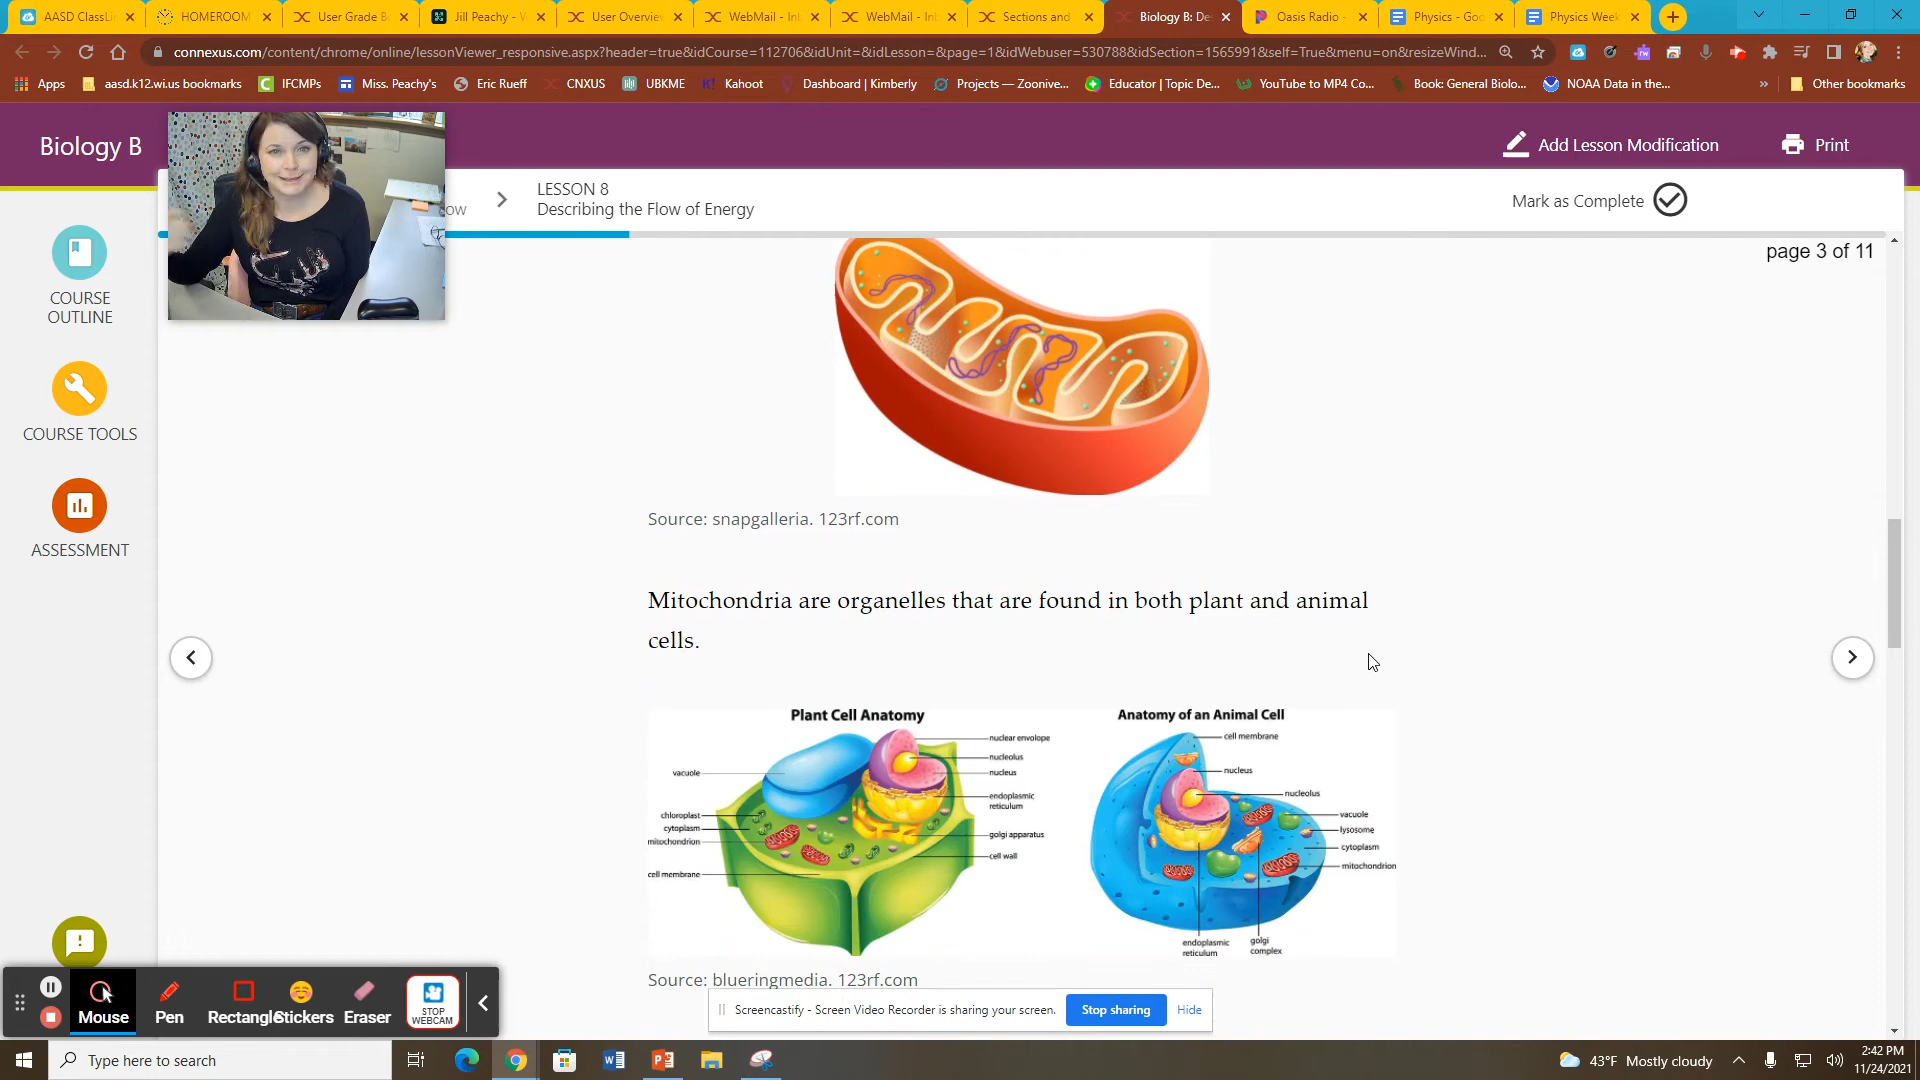 AASD ClassLin
HOMEROOM
User Grade B
Jill Peachy - W
User Overview
WebMail - Inb
WebMail - Inb
Sections and
Biology B: De
Oasis Radio -
Physics - Goo
Physics Week
connexus.com/content/chrome/online/lessonViewer_responsive.aspx?header=true&idCourse=112706&idUnit=&idLesson=&page=1&idWebuser=530788&idSection=1565991&self=True&menu=on&resizeWind...
Apps
aasd.k12.wi.us bookmarks
IFCMPs
Miss. Peachy's
Eric Rueff
CNXUS
UBKME
Kahoot
Dashboard | Kimberly
Projects — Zoonive...
Educator | Topic De...
YouTube to MP4 Co...
Book: General Biolo...
NOAA Data in the...
»
Other bookmarks
Biology B
Add Lesson Modification
Print
ow
LESSON 8
Describing the Flow of Energy
Mark as Complete
page 3 of 11
COURSE
OUTLINE
COURSE TOOLS
ASSESSMENT
Source: snapgalleria. 123rf.com
Mitochondria are organelles that are found in both plant and animal
cells.
Plant Cell Anatomy
nuclear envelope
nucleolus
nucleus
endoplasmic
reticulum
golgi apparatus
cell wall
vacuole
chloroplast
cytoplasm
mitochondrion
cell membrane
Anatomy of an Animal Cell
cell membrane
nucleus
nucleolus
vacuole
lysosome
cytoplasm
mitochondrion
endoplasmic
reticulum
golgi
complex
Source: blueringmedia. 123rf.com
Mouse
Pen
Rectangle
Stickers
Eraser
STOP
WEBCAM
Screencastify - Screen Video Recorder is sharing your screen.
Stop sharing
Hide
Type here to search
43°F Mostly cloudy
2:42 PM
11/24/2021